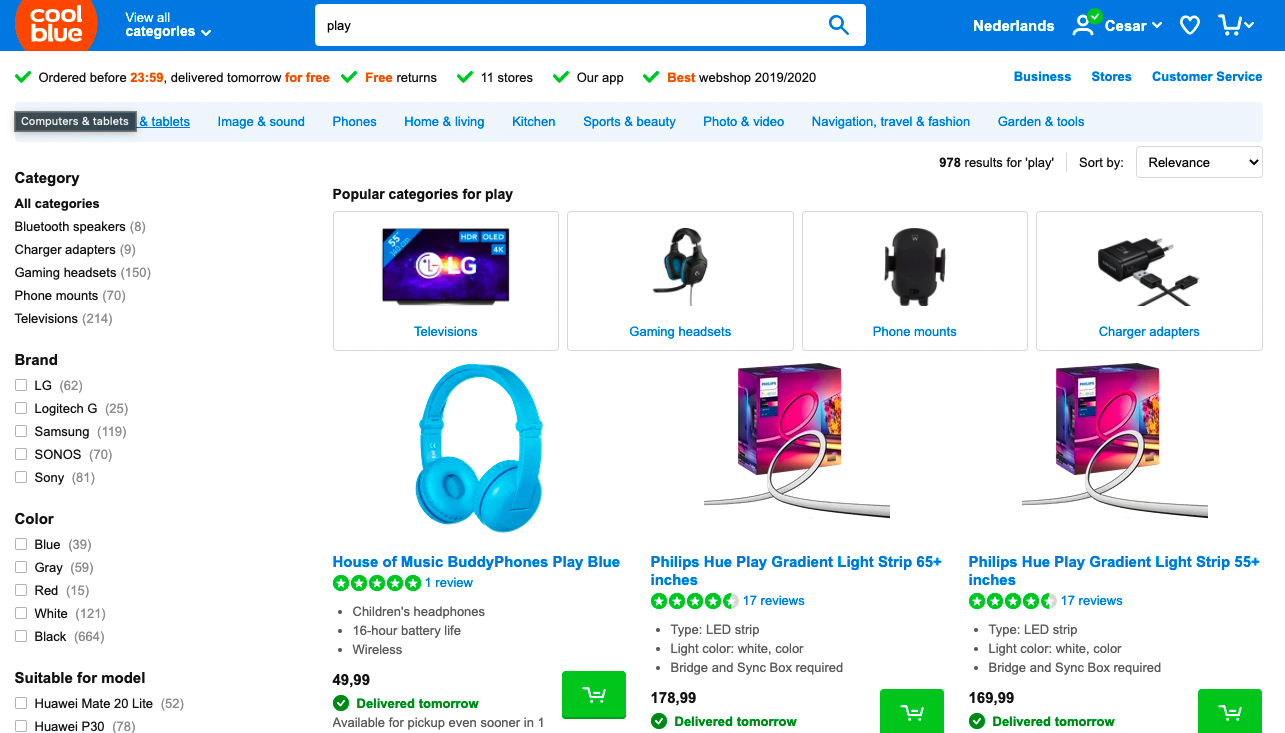 cool
blue
View all
categories
play
Nederlands
Cesar
Ordered before 23:59, delivered tomorrow for free
Free returns
11 stores
Our app
Best webshop 2019/2020
Business
Stores
Customer Service
Computers & tablets
& tablets
Image & sound
Phones
Home & living
Kitchen
Sports & beauty
Photo & video
Navigation, travel & fashion
Garden & tools
978 results for 'play'
Sort by:
Relevance
Category
All categories
Bluetooth speakers (8)
Charger adapters (9)
Gaming headsets (150)
Phone mounts (70)
Televisions (214)
Brand
LG (62)
Logitech G (25)
Samsung (119)
SONOS (70)
Sony (81)
Color
Blue (39)
Gray (59)
Red (15)
White (121)
Black (664)
Suitable for model
Huawei Mate 20 Lite (52)
Huawei P30 (78)
Popular categories for play
55
HDR OLED
4K
LG
Televisions
Gaming headsets
Phone mounts
Charger adapters
House of Music BuddyPhones Play Blue
1 review
Children's headphones
16-hour battery life
Wireless
49,99
Delivered tomorrow
Available for pickup even sooner in 1
PHILIPS
Philips Hue Play Gradient Light Strip 65+
inches
17 reviews
Type: LED strip
Light color: white, color
Bridge and Sync Box required
178,99
Delivered tomorrow
PHILIPS
Philips Hue Play Gradient Light Strip 55+
inches
17 reviews
Type: LED strip
Light color: white, color
Bridge and Sync Box required
169,99
Delivered tomorrow